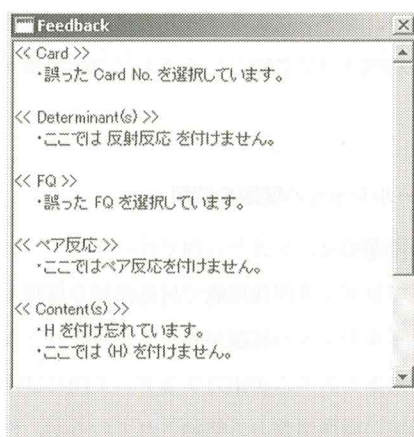 Feedback
<< Card >>
・誤った Card No. を選択しています。
<< Determinant(s) >>
・ここでは 反射反応 を付けません。
<< FQ >>
・誤った FQ を選択しています。
<< ペア反応 >>
・ここではペア反応を付けません。
<< Content(s) >>
・H を付け忘れています。
・ここでは (H) を付けません。